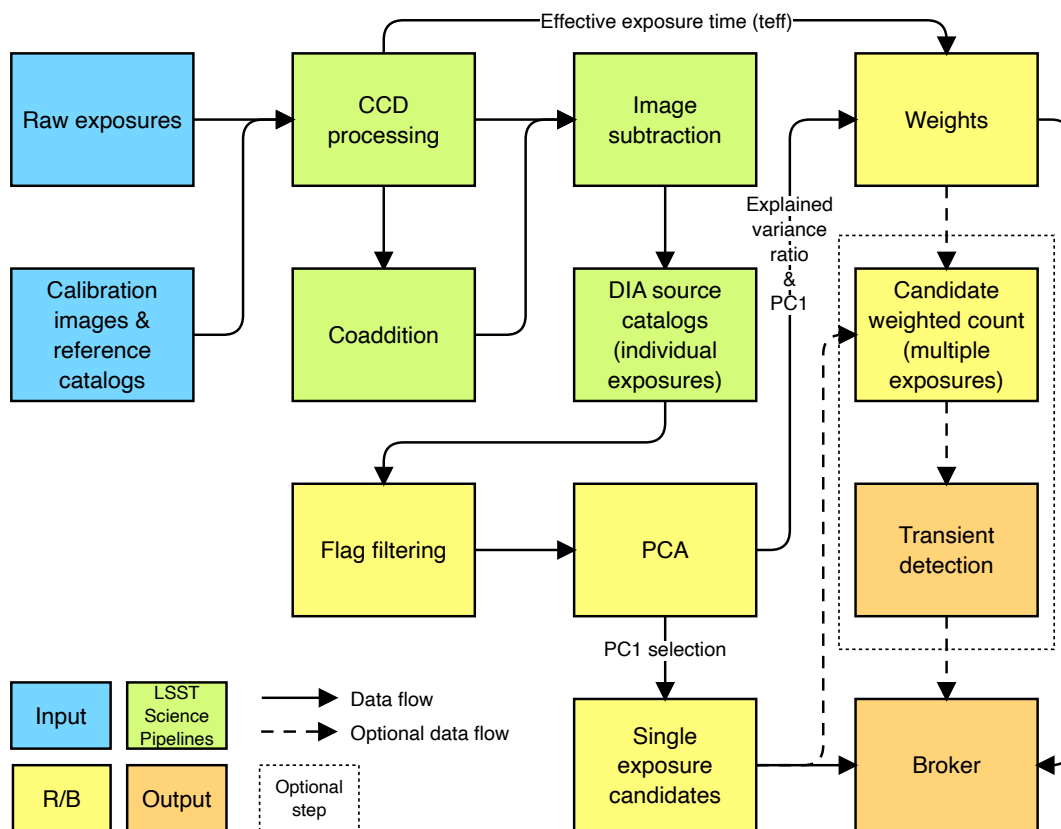 Effective exposure time (teff)
Raw exposures
CCD
processing
Image
subtraction
Weights
Explained
variance
ratio
&
PC1
Calibration
images &
reference
catalogs
Coaddition
DIA source
catalogs
(individual
exposures)
Candidate
weighted count
(multiple
exposures)
Flag filtering
PCA
Transient
detection
PC1 selection
Input
LSST
Science
Pipelines
Data flow
Optional data flow
Single
exposure
candidates
Broker
R/B
Output
Optional
step